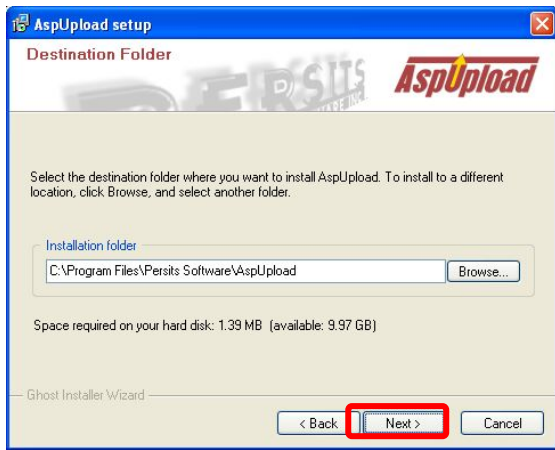 AspUpload setup
Destination Folder
PERSITS
AspUpload
Select the destination folder where you want to install AspUpload. To install to a different
location, click Browse, and select another folder.
Installation folder
C:\Program Files\Persits Software\AspUpload
Browse...
Space required on your hard disk: 1.39 MB (available: 9.97 GB)
Ghost Installer Wizard
< Back
Next >
Cancel